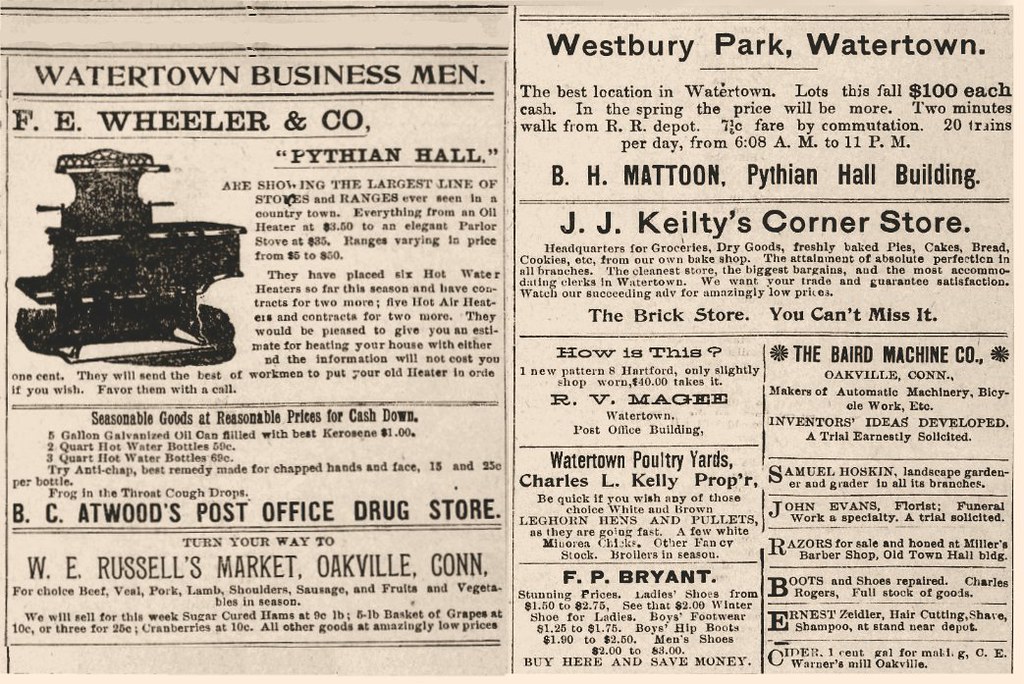 WATERTOWN BUSINESS MEN.
F. E. WHEELER & CO,
"PYTHIAN HALL,"
ARE SHOWING THE LARGEST LINE OF
STOVES and RANGES ever seen in a
country town. Everything from an Oil
Heater at $3.50 to an elegant Parlor
Stove at $35. Ranges varying in price
from $5 to $50.
They have placed six Hot Water
Heaters so far this season and have con-
tracts for two more; five Hot Air Heat-
ers and contracts for two more. They
would be pleased to give you an esti-
mate for heating your house with either
nd the information will not cost you
one cent. They will send the best of workmen to put your old Heater in orde
if you wish. Favor them with a call.
Seasonable Goods at Reasonable Prices for Cash Down.
5 Gallon Galvanized Oil Can filled with best Kerosene $1.00.
2 Quart Hot Water Bottles 59c.
3 Quart Hot Water Bottles 69c.
Try Anti-chap, best remedy made for chapped hands and face, 15 and 25c
per bottle.
Frog in the Throat Cough Drops.
B. C. ATWOOD'S POST OFFICE DRUG STORE.
TURN YOUR WAY TO
W. E. RUSSELL'S MARKET, OAKVILLE, CONN,
For choice Beef, Veal, Pork, Lamb, Shoulders, Sausage, and Fruits and Vegeta-
bles in season.
We will sell for this week Sugar Cured Hams at 9c lb; 5-lb Basket of Grapes at
10c, or three for 25c; Cranberries at 10c. All other goods at amazingly low prices
Westbury Park, Watertown.
The best location in Watertown. Lots this fall $100 each
cash. In the spring the price will be more. Two minutes
walk from R. R. depot. 7½c fare by commutation. 20 trains
per day, from 6:08 A. M. to 11 P. M.
B. H. MATTOON, Pythian Hall Building.
J. J. Keilty's Corner Store.
Headquarters for Groceries, Dry Goods, freshly baked Pies, Cakes, Bread,
Cookies, etc, from our own bake shop. The attainment of absolute perfection in
all branches. The cleanest store, the biggest bargains, and the most accommo-
dating clerks in Watertown. We want your trade and guarantee satisfaction.
Watch our succeeding adv for amazingly low prices.
The Brick Store. You Can't Miss It.
How is This?
1 new pattern 8 Hartford, only slightly
shop worn, $40.00 takes it.
R. V. MAGEE
Watertown.
Post Office Building,
Watertown Poultry Yards,
Charles L. Kelly Prop'r,
Be quick if you wish any of those
choice White and Brown
LEGHORN HENS AND PULLETS,
as they are going fast. A few white
Minorea Chicks. Other Fancy
Stock. Broilers in season.
F. P. BRYANT.
Stunning Prices. Ladies' Shoes from
$1.50 to $2.75, See that $2.00 Winter
Shoe for Ladies. Boys' Footwear
$1.25 to $1.75. Boys' Hip Boots
$1.90 to $2.50. Men's Shoes
$2.00 to $3.00.
BUY HERE AND SAVE MONEY.
THE BAIRD MACHINE CO.,
OAKVILLE, CONN.,
Makers of Automatic Machinery, Bicy-
cle Work, Etc.
INVENTORS' IDEAS DEVELOPED.
A Trial Earnestly Solicited.
SAMUEL HOSKIN, landscape garden-
er and grader in all its branches.
JOHN EVANS, Florist; Funeral
Work a specialty. A trial solicited.
RAZORS for sale and honed at Miller's
Barber Shop, Old Town Hall bldg.
BOOTS and Shoes repaired. Charles
Rogers, Full stock of goods.
ERNEST Zeidler, Hair Cutting, Shave,
Shampoo, at stand near depot.
CIDER. 1 cent gal for making, C. E.
Warner's mill Oakville.